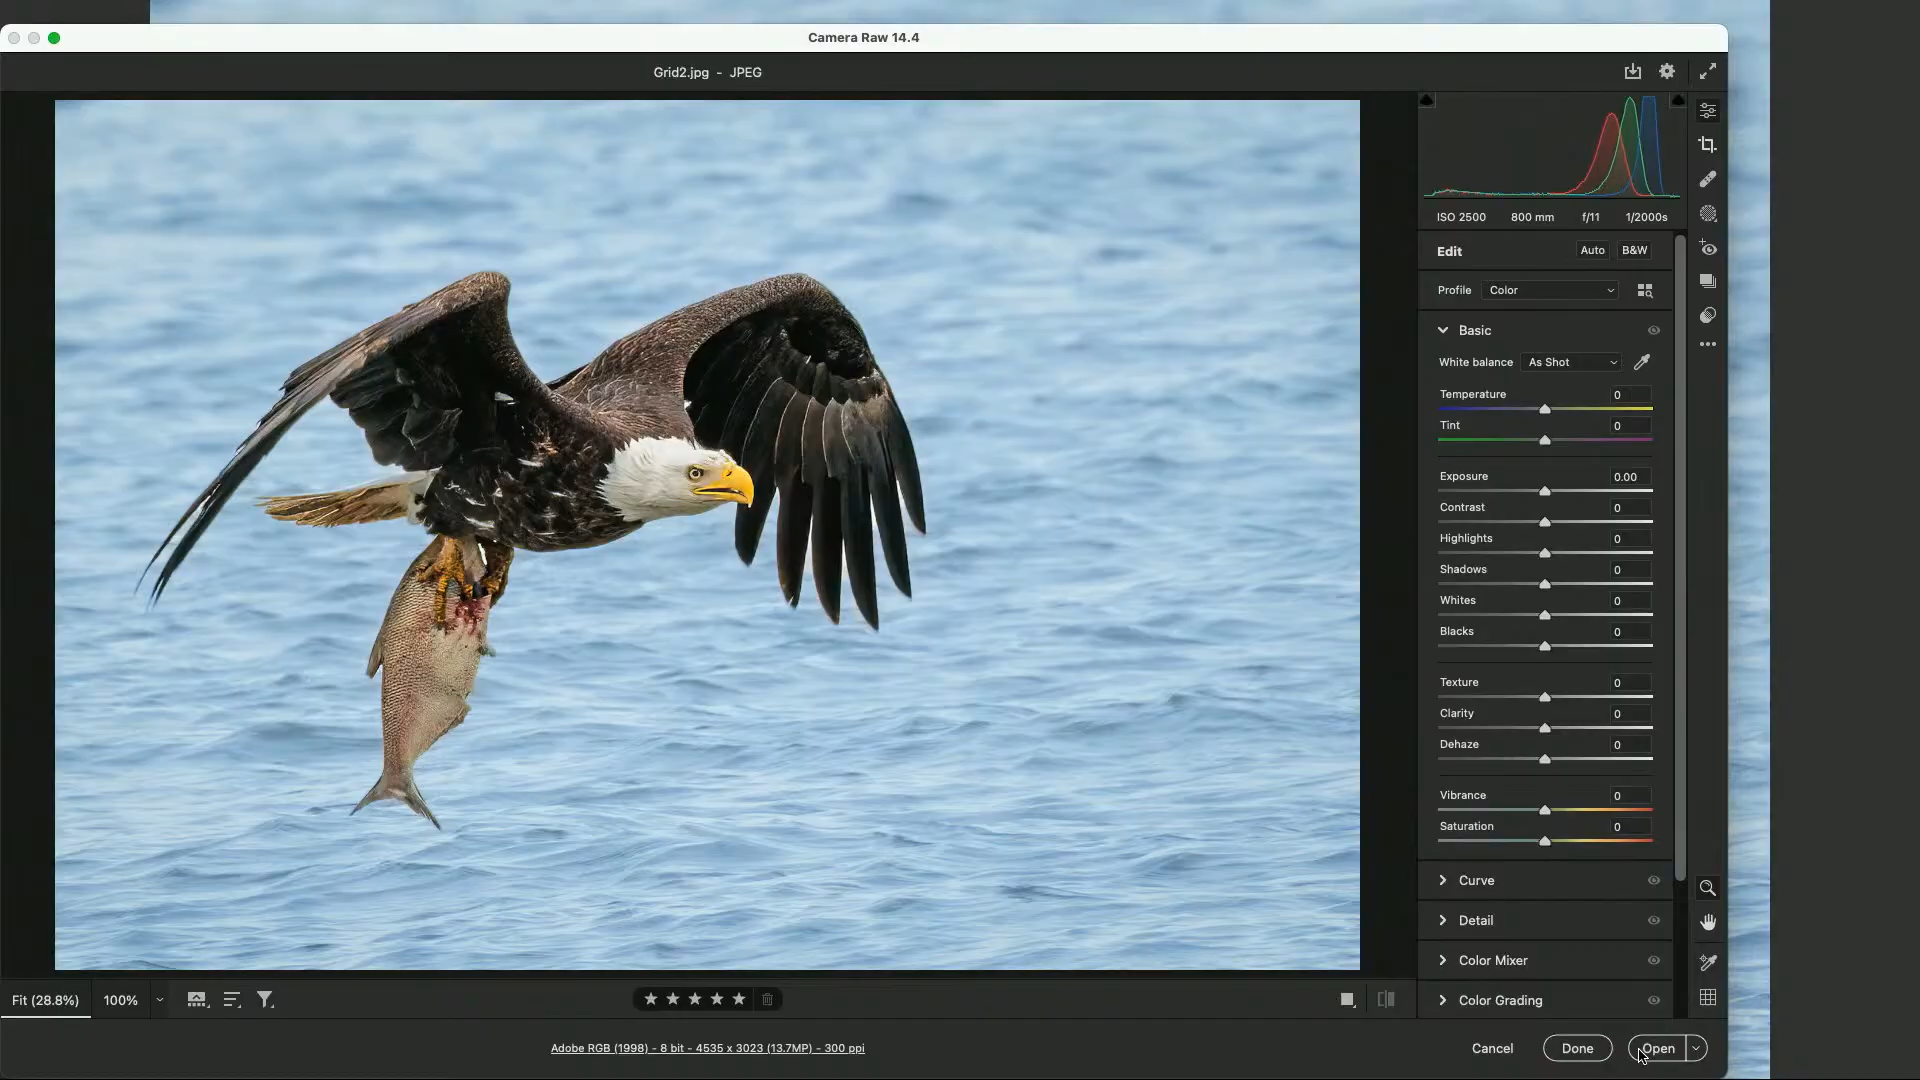 Camera Raw 14.4
Grid2.jpg - JPEG
ISO 2500 800 mm f/11 1/2000s
Edit Auto B&W
Profile Color
Basic
White balance As Shot
Temperature 0
Tint 0
Exposure 0.00
Contrast 0
Highlights 0
Shadows 0
Whites 0
Blacks 0
Texture 0
Clarity 0
Dehaze 0
Vibrance 0
Saturation 0
Curve
Detail
Color Mixer
Color Grading
Fit (28.8%) 100%
Adobe RGB (1998) - 8 bit - 4535 x 3023 (13.7MP) - 300 ppi
Cancel Done Open